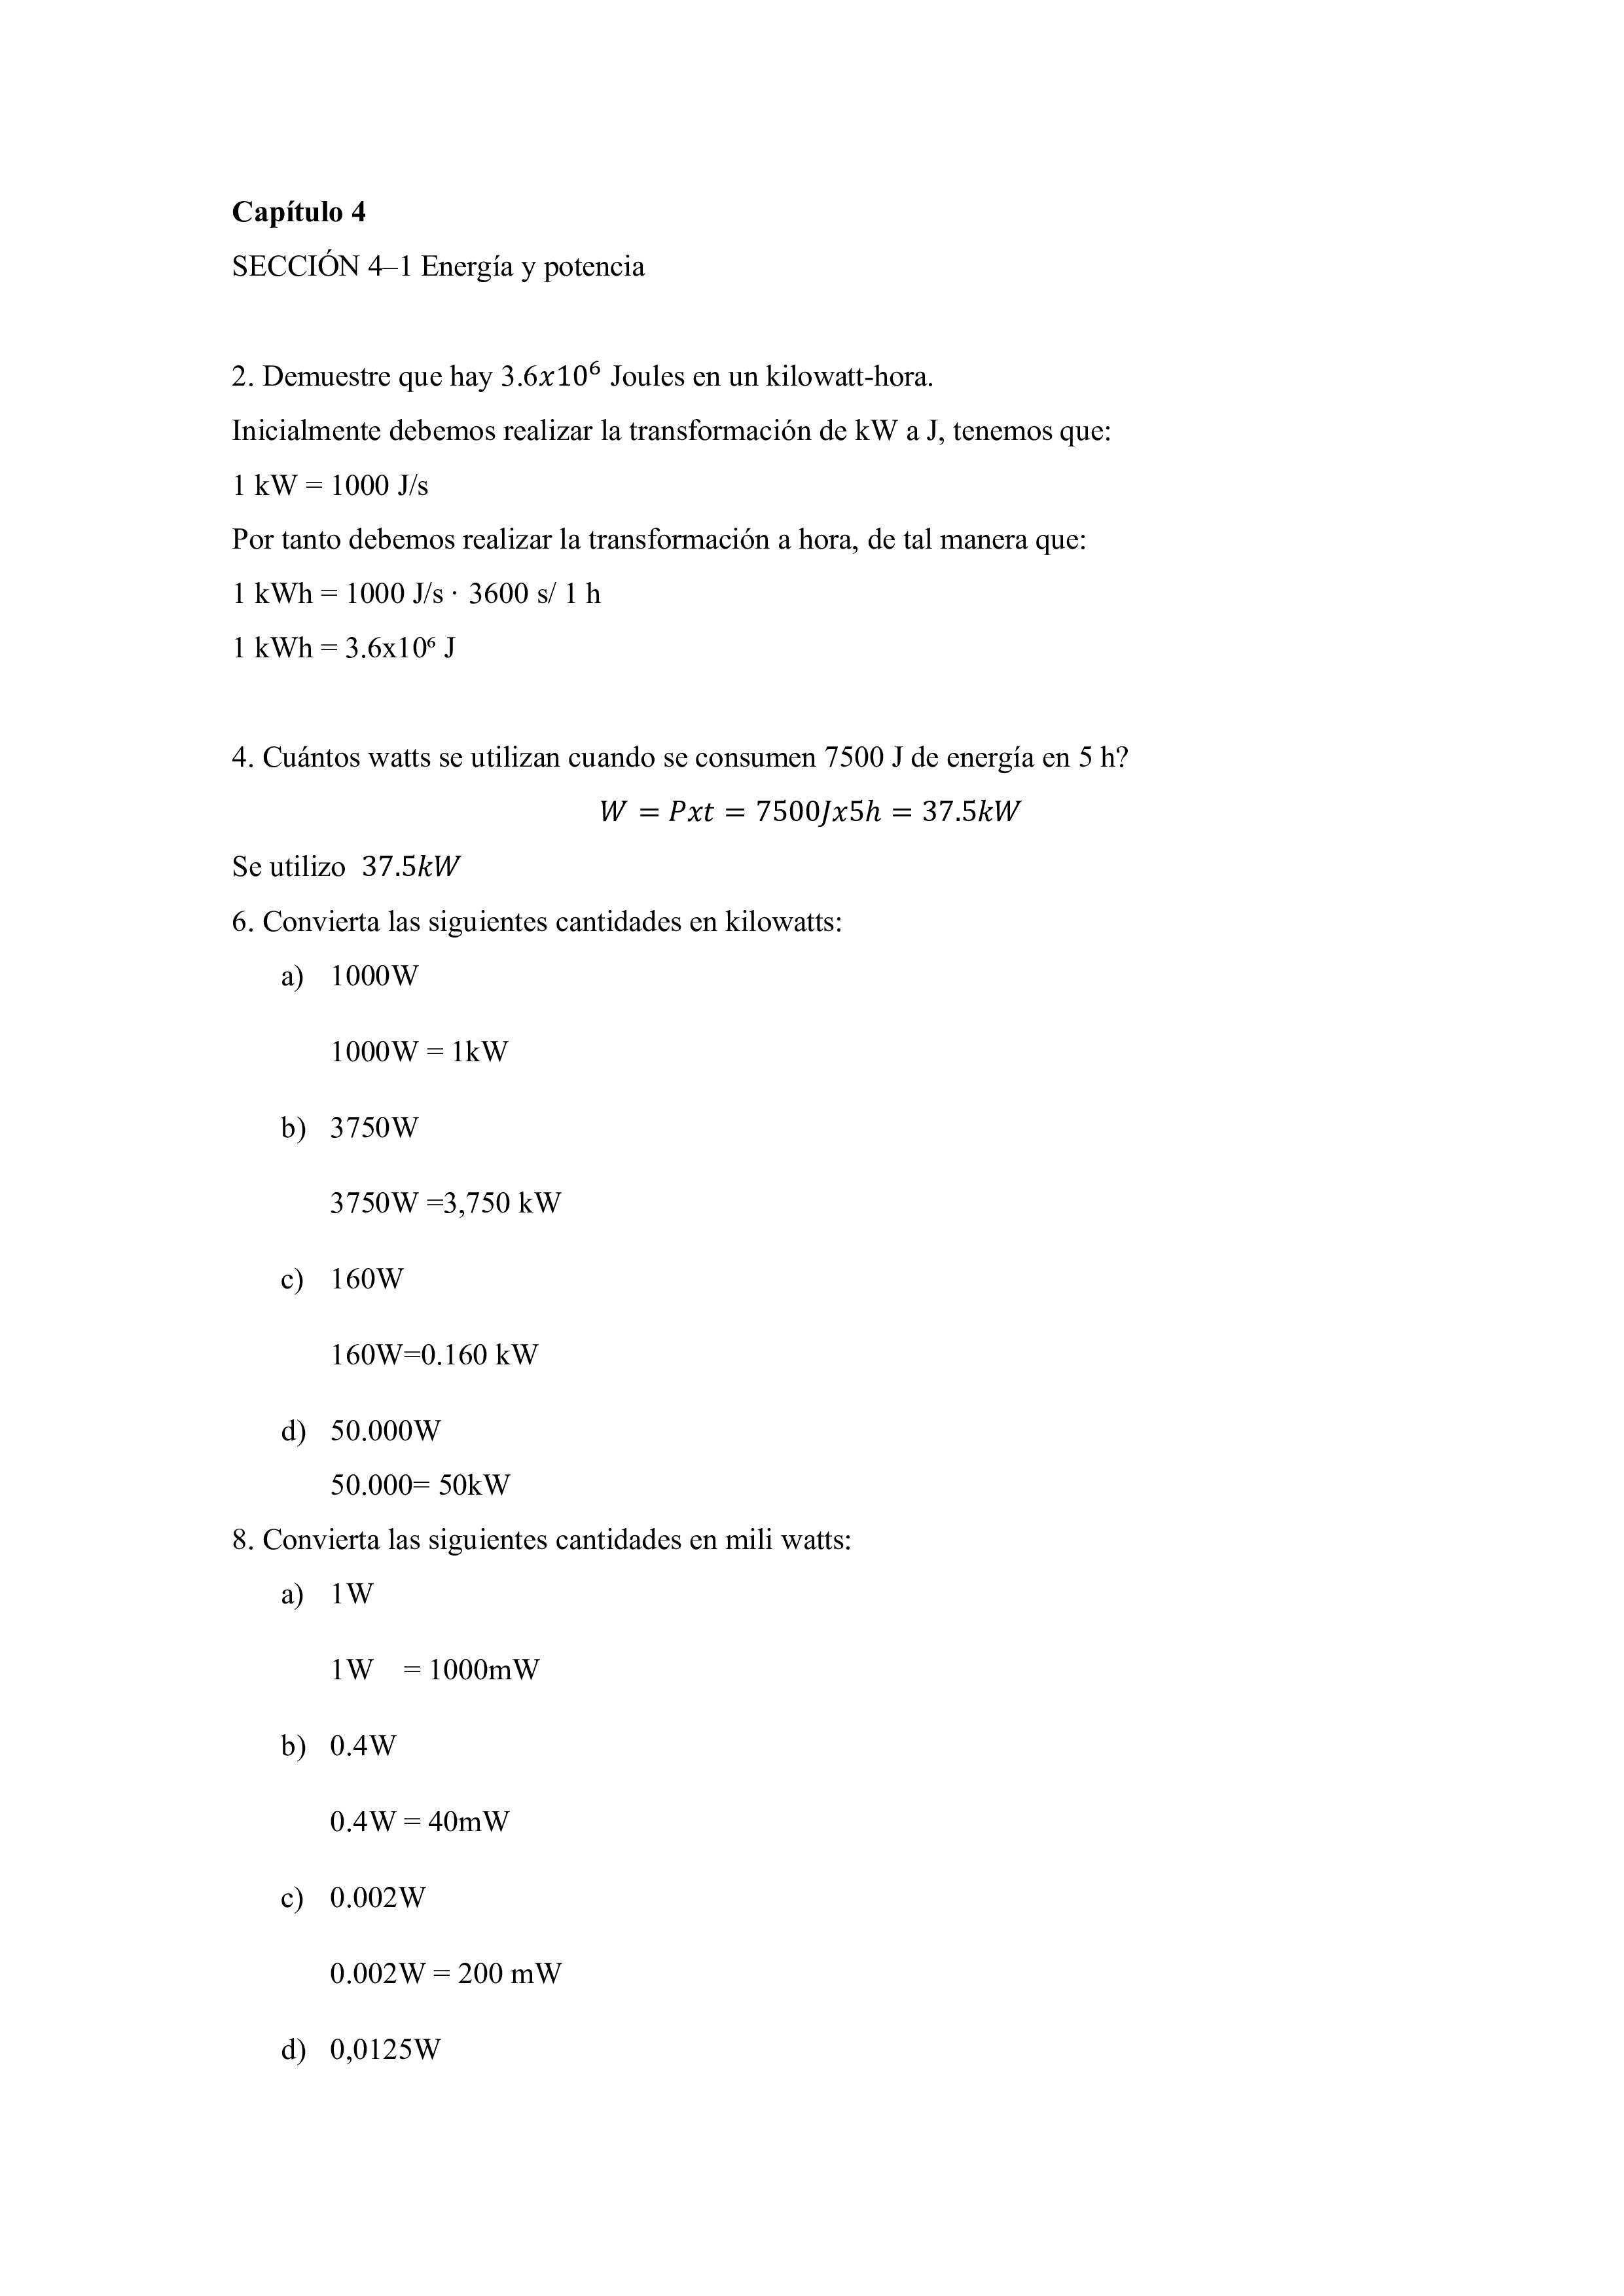 Capítulo 4
SECCIÓN 4–1 Energía y potencia
2. Demuestre que hay 3.6x10⁶ Joules en un kilowatt-hora.
Inicialmente debemos realizar la transformación de kW a J, tenemos que:
1 kW = 1000 J/s
Por tanto debemos realizar la transformación a hora, de tal manera que:
1 kWh = 1000 J/s · 3600 s/ 1 h
1 kWh = 3.6x10⁶ J
4. Cuántos watts se utilizan cuando se consumen 7500 J de energía en 5 h?
W = Pxt = 7500Jx5h = 37.5kW
Se utilizo 37.5kW
6. Convierta las siguientes cantidades en kilowatts:
a) 1000W
1000W = 1kW
b) 3750W
3750W =3,750 kW
c) 160W
160W=0.160 kW
d) 50.000W
50.000= 50kW
8. Convierta las siguientes cantidades en mili watts:
a) 1W
1W = 1000mW
b) 0.4W
0.4W = 40mW
c) 0.002W
0.002W = 200 mW
d) 0,0125W